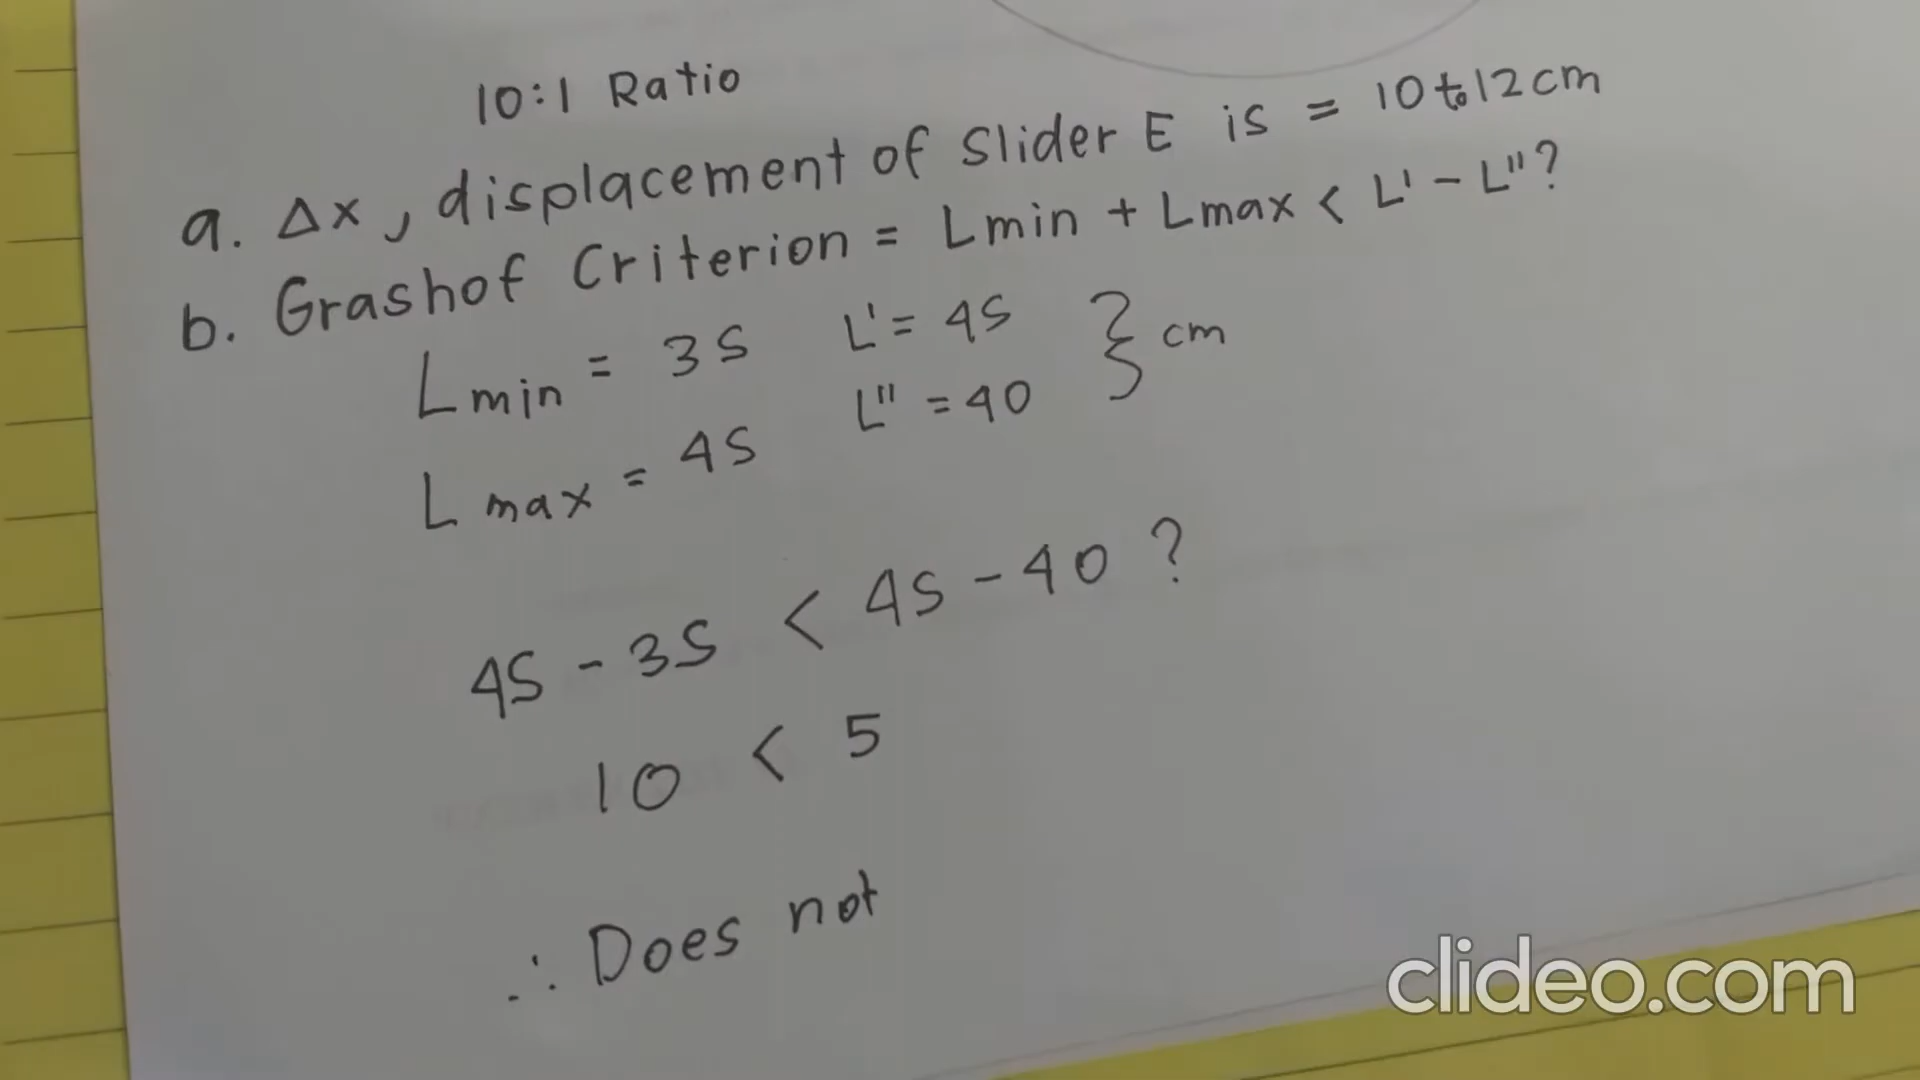 10:1 Ratio
a. Δx, displacement of slider E is = 10 to 12 cm
b. Grashof Criterion = Lmin + Lmax < L' - L"?
Lmin = 35 L' = 45 } cm
Lmax = 45 L" = 40
45 - 35 < 45 - 40 ?
10 < 5
∴ Does not
clideo.com